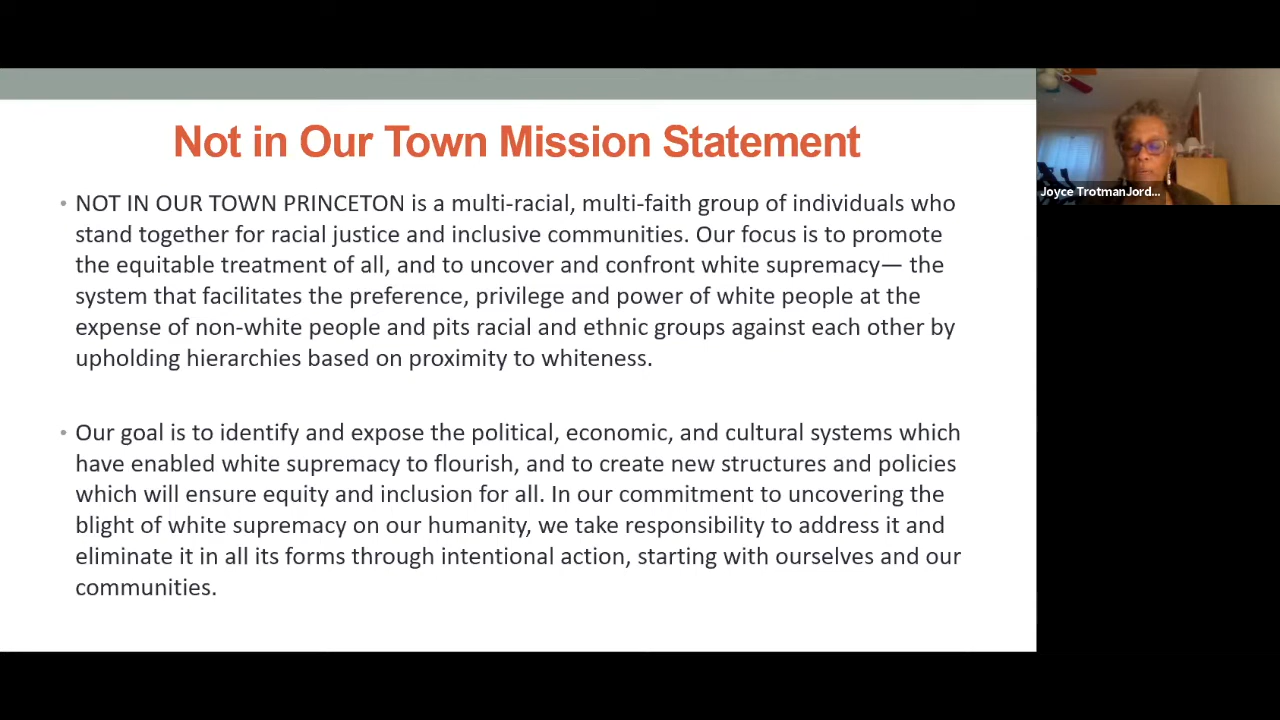 Not in Our Town Mission Statement
• NOT IN OUR TOWN PRINCETON is a multi-racial, multi-faith group of individuals who
stand together for racial justice and inclusive communities. Our focus is to promote
the equitable treatment of all, and to uncover and confront white supremacy— the
system that facilitates the preference, privilege and power of white people at the
expense of non-white people and pits racial and ethnic groups against each other by
upholding hierarchies based on proximity to whiteness.
• Our goal is to identify and expose the political, economic, and cultural systems which
have enabled white supremacy to flourish, and to create new structures and policies
which will ensure equity and inclusion for all. In our commitment to uncovering the
blight of white supremacy on our humanity, we take responsibility to address it and
eliminate it in all its forms through intentional action, starting with ourselves and our
communities.
Joyce TrotmanJord...